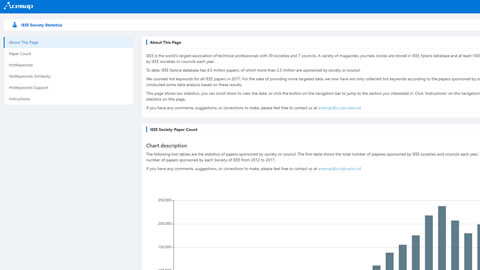 Acemap
IEEE Society Statistics
About This Page
Paper Count
HotKeywords
HotKeywords Similarity
HotKeywords Support
Instructions
About This Page
IEEE is the world's largest association of technical professionals with 39 societies and 7 councils. A variety of magazines, journals, books are stored in IEEE Xplore database and at least
by IEEE societies or councils each year.
To date, IEEE Xplore database has 4.0 million papers, of which more than 2.3 million are sponsored by society or council.
We counted hot keywords for all IEEE papers in 2017. For the sake of providing more targeted data, we now have not only collected hot keywords according to the papers sponsored by
conducted some data analysis based on these results.
This page shows our statistics, you can scroll down to view the data, or click the button on the navigation bar to jump to the section you interested in. Click 'Instructions' on the navigation
statistics on this page.
If you have any comments, suggestions, or corrections to make, please feel free to contact us at
IEEE Society Paper Count
Chart description
The following two tables are the statistics of papers sponsored by society or council. The first table shows the total number of papers sponsored by IEEE societies and councils each year.
number of papers sponsored by each Society of IEEE from 2012 to 2017.
If you have any comments, suggestions, or corrections to make, please feel free to contact us at
250,000
200,000
150,000
100,000